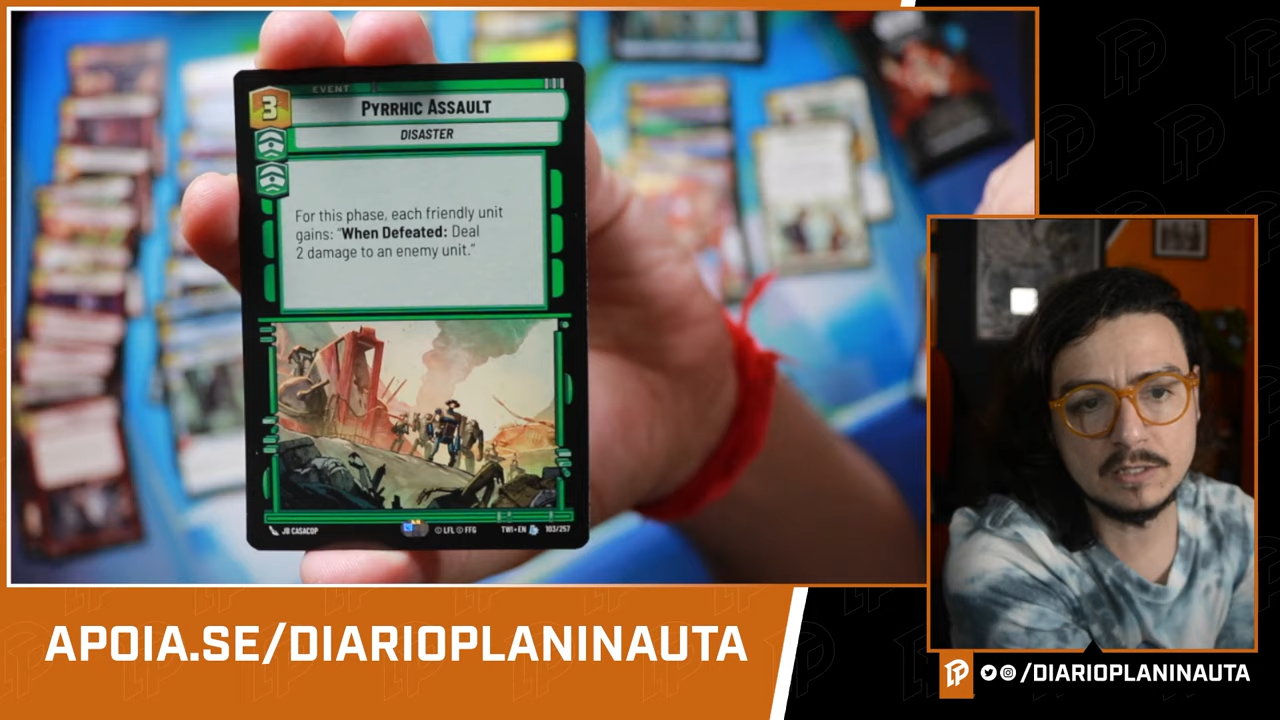 EVENT
3
PYRRHIC ASSAULT
DISASTER
For this phase, each friendly unit
gains: "When Defeated: Deal
2 damage to an enemy unit."
JB CASACOP
© LFL © FFG
TWI • EN
103/257
APOIA.SE/DIARIOPLANINAUTA
/DIARIOPLANINAUTA